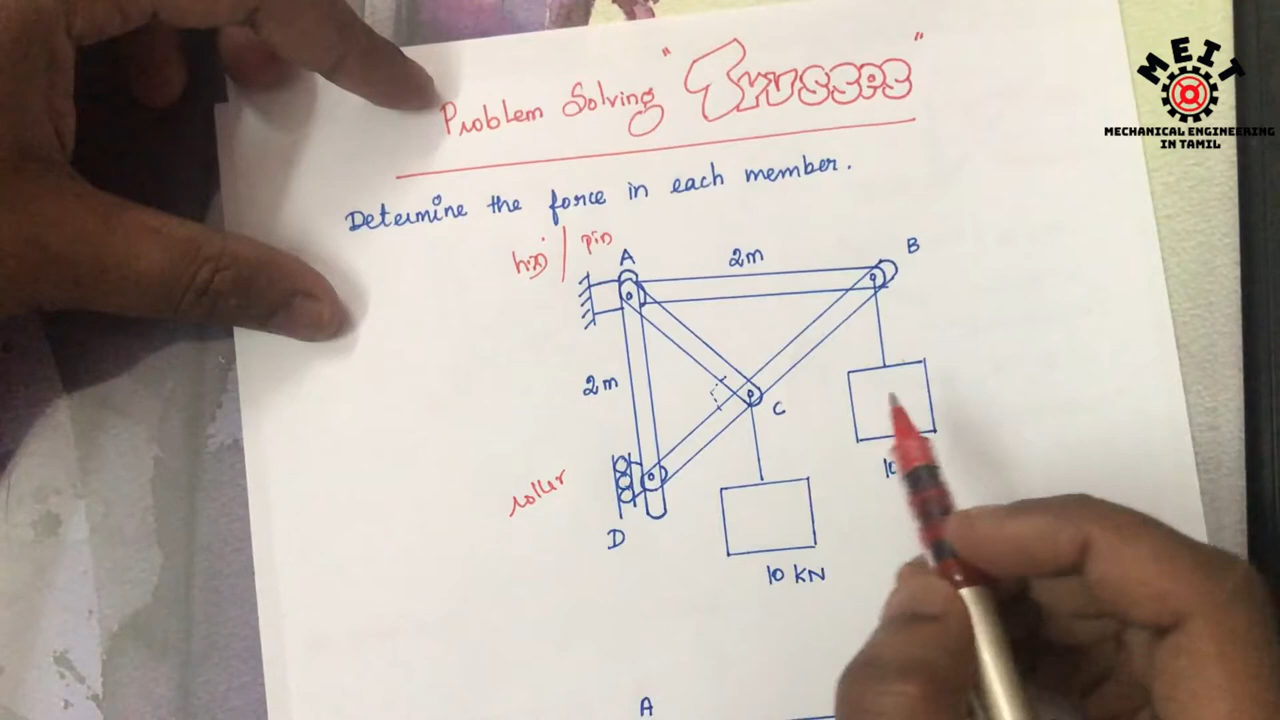 MEIT
MECHANICAL ENGINEERING
IN TAMIL
Problem Solving "Trusses"
Determine the force in each member.
pin
A
2m
B
2m
C
roller
D
10
10 KN
A